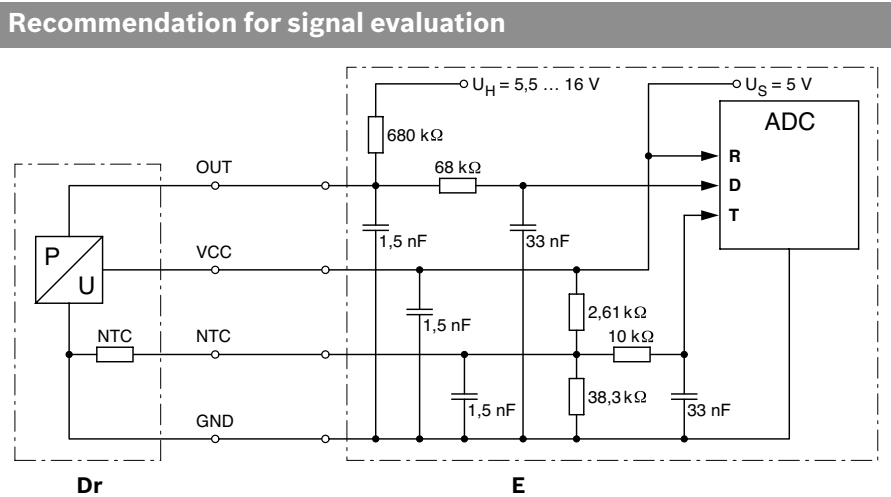 Recommendation for signal evaluation
U_H = 5,5 ... 16 V
U_S = 5 V
ADC
680 kΩ
R
OUT
68 kΩ
D
T
1,5 nF
33 nF
P
U
VCC
2,61 kΩ
1,5 nF
NTC
NTC
10 kΩ
38,3 kΩ
1,5 nF
33 nF
GND
Dr
E